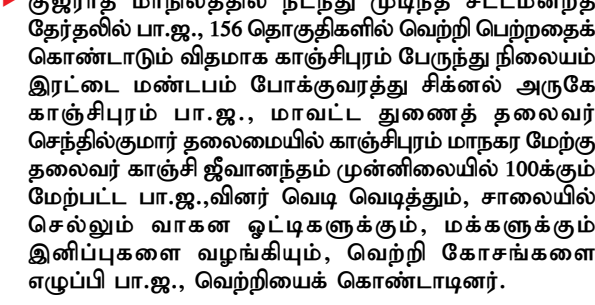 குஜராத் மாநிலத்தில் நடந்து முடிந்த சட்டமன்றத்
தேர்தலில் பா.ஜ., 156 தொகுதிகளில் வெற்றி பெற்றதைக்
கொண்டாடும் விதமாக காஞ்சிபுரம் பேருந்து நிலையம்
இரட்டை மண்டபம் போக்குவரத்து சிக்னல் அருகே
காஞ்சிபுரம் பா.ஜ., மாவட்ட துணைத் தலைவர்
செந்தில்குமார் தலைமையில் காஞ்சிபுரம் மாநகர மேற்கு
தலைவர் காஞ்சி ஜீவானந்தம் முன்னிலையில் 100க்கும்
மேற்பட்ட பா.ஜ.,வினர் வெடி வெடித்தும், சாலையில்
செல்லும் வாகன ஓட்டிகளுக்கும், மக்களுக்கும்
இனிப்புகளை வழங்கியும், வெற்றி கோசங்களை
எழுப்பி பா.ஜ., வெற்றியைக் கொண்டாடினர்.